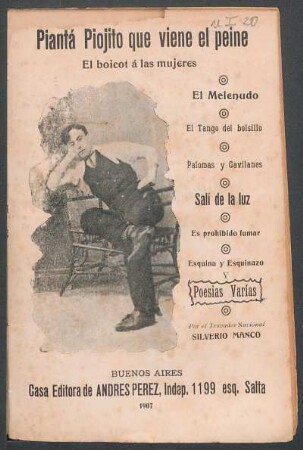 Piantá Piojito que viene el peine
El boicot á las mujeres
El Melenudo
El Tango del bolsillo
Palomas y Gavilanes
Salí de la luz
Es prohibido fumar
Esquina y Esquinazo
Y
Poesias Varias
Por el Trovador Nacional
SILVERIO MANCO
BUENOS AIRES
Casa Editora de ANDRES PEREZ, Indep. 1199 esq. Salta
1907